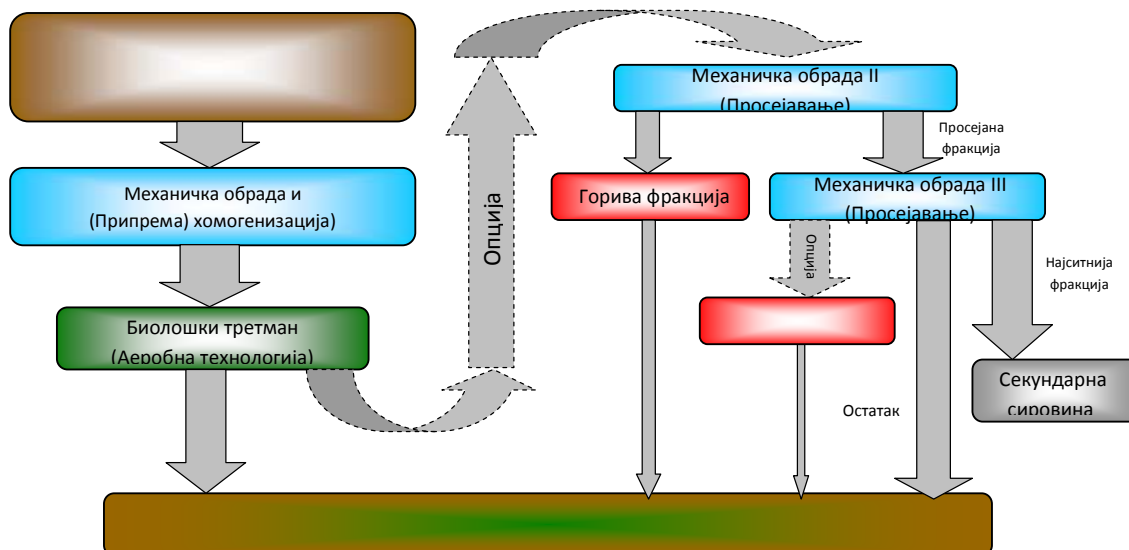 Механичка обрада и
(Припрема) хомогенизација)
Биолошки третман
(Аеробна технологија)
Опција
Механичка обрада II
(Просејавање)
Просејана
фракција
Горива фракција
Механичка обрада III
(Просејавање)
Опција
Најситнија
фракција
Остатак
Секундарна
сировина